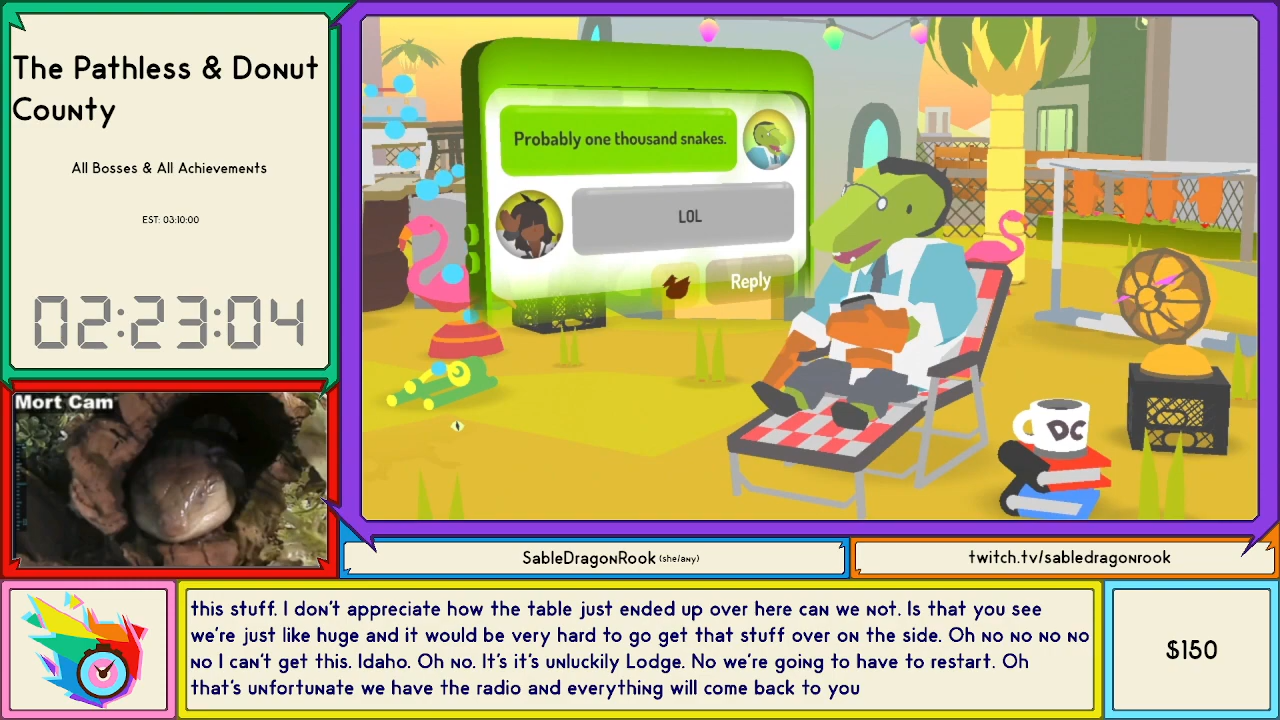 The Pathless & Donut
County
All Bosses & All Achievements
EST: 03:10:00
02:23:04
Mort Cam
Probably one thousand snakes.
LOL
Reply
DC
SableDragonRook (she/any)
twitch.tv/sabledragonrook
this stuff. I don't appreciate how the table just ended up over here can we not. Is that you see
we're just like huge and it would be very hard to go get that stuff over on the side. Oh no no no no
no I can't get this. Idaho. Oh no. It's it's unluckily Lodge. No we're going to have to restart. Oh
that's unfortunate we have the radio and everything will come back to you
$150